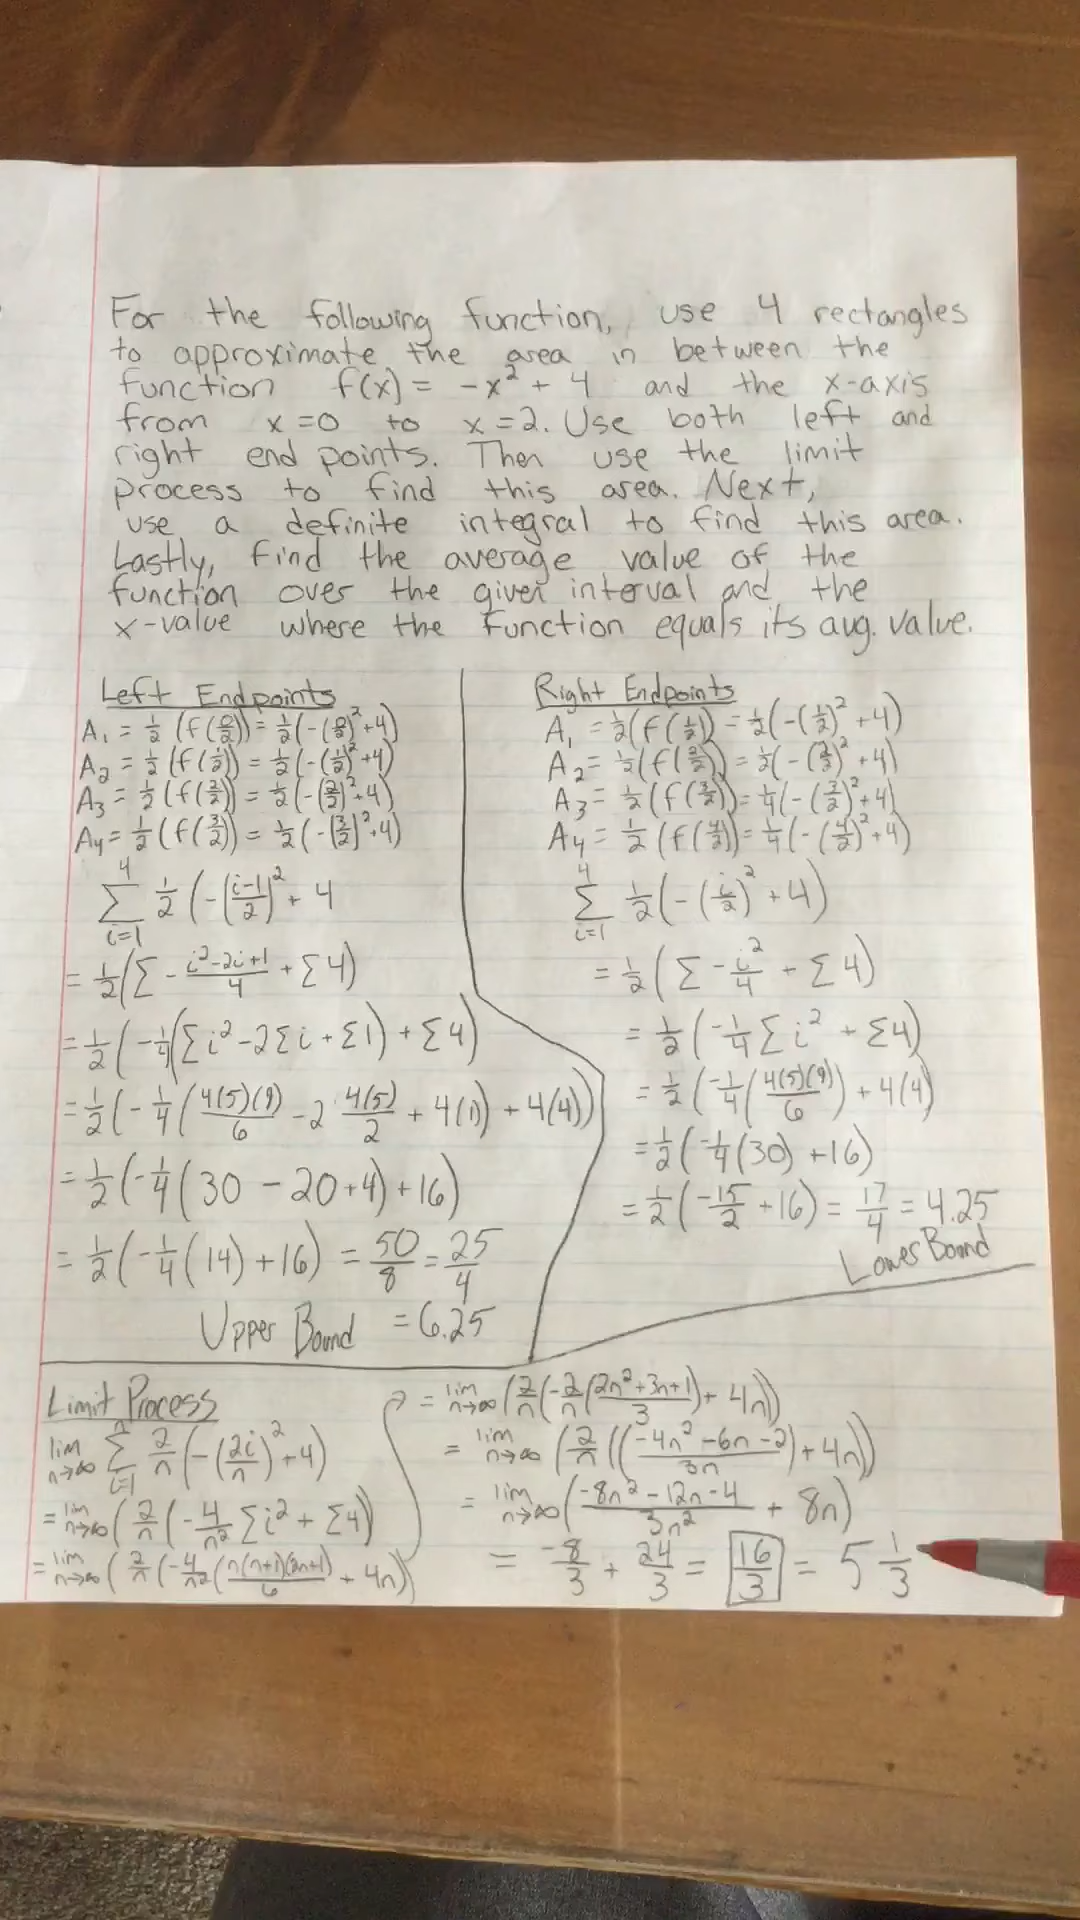 For the following function, use 4 rectangles
to approximate the area in between the
function f(x) = -x² + 4 and the x-axis
from x=0 to x=2. Use both left and
right end points. Then use the limit
process to find this area. Next,
use a definite integral to find this area.
Lastly, find the average value of the
function over the given interval and the
x-value where the function equals its avg. value.
Left Endpoints
A₁ = 1/2 (f(0/2)) = 1/2(-(0/2)²+4)
A₂ = 1/2 (f(1/2)) = 1/2(-(1/2)²+4)
A₃ = 1/2 (f(2/2)) = 1/2(-(2/2)²+4)
A₄ = 1/2 (f(3/2)) = 1/2(-(3/2)²+4)
4 Σ i=1 1/2 (-((i-1)/2)² + 4
= 1/2(Σ - (i²-2i+1)/4 + Σ4)
= 1/2(-1/4(Σi²-2Σi+Σ1) + Σ4)
= 1/2(-1/4(4(5)(9)/6 - 2 4(5)/2 + 4(1)) + 4(4))
= 1/2(-1/4(30 - 20+4)+16)
= 1/2(-1/4(14)+16) = 50/8 = 25/4
Upper Bound = 6.25
Right Endpoints
A₁ = 1/2(f(1/2)) = 1/2(-(1/2)² + 4)
A₂ = 1/2(f(2/2)) = 1/2(-(2/2)² + 4)
A₃ = 1/2(f(3/2)) = 1/4(-(3/2)²+4)
A₄ = 1/2(f(4/2)) = 1/4(-(4/2)²+4)
4 Σ i=1 1/2(-(i/2)² + 4)
= 1/2(Σ - i²/4 + Σ4)
= 1/2(-1/4 Σi² + Σ4)
= 1/2(-1/4(4(5)(9)/6) + 4(4)
= 1/2(-1/4(30) +16)
= 1/2(-15/2 +16) = 17/4 = 4.25
Lower Bound
Limit Process
lim n→∞ n Σ i=1 2/n(-(2i/n)²+4)
= lim n→∞ (2/n(-4/n² Σi² + Σ4))
= lim n→∞ (2/n(-4/n²(n(n+1)(2n+1)/6 + 4n))
= lim n→∞ (2/n(-2/n((2n²+3n+1)/3 + 4n))
= lim n→∞ (2/n(((-4n²-6n-2)/3n)+4n))
= lim n→∞ ((-8n²-12n-4)/3n² + 8n)
= -8/3 + 24/3 = 16/3 = 5 1/3